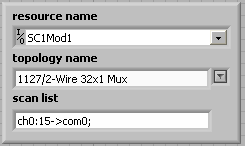 resource name
I/O SC1Mod1
topology name
1127/2-Wire 32x1 Mux
scan list
ch0:15->com0;